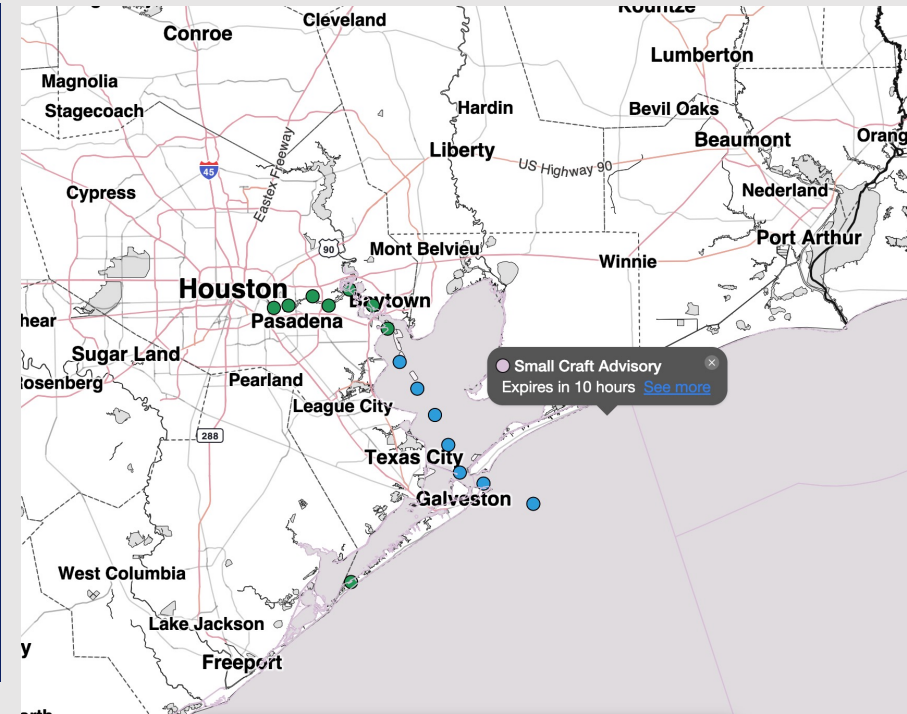 Cleveland
Kountze
Conroe
Lumberton
Magnolia
Stagecoach
Hardin
Bevil Oaks
Beaumont
Orang
Liberty
US Highway 90
45
Eastex Freeway
Cypress
Nederland
Port Arthur
90
Mont Belvieu
Winnie
Houston
Baytown
Pasadena
hear
Sugar Land
Small Craft Advisory
Expires in 10 hours See more
Rosenberg
Pearland
League City
288
Texas City
Galveston
West Columbia
Lake Jackson
y
Freeport